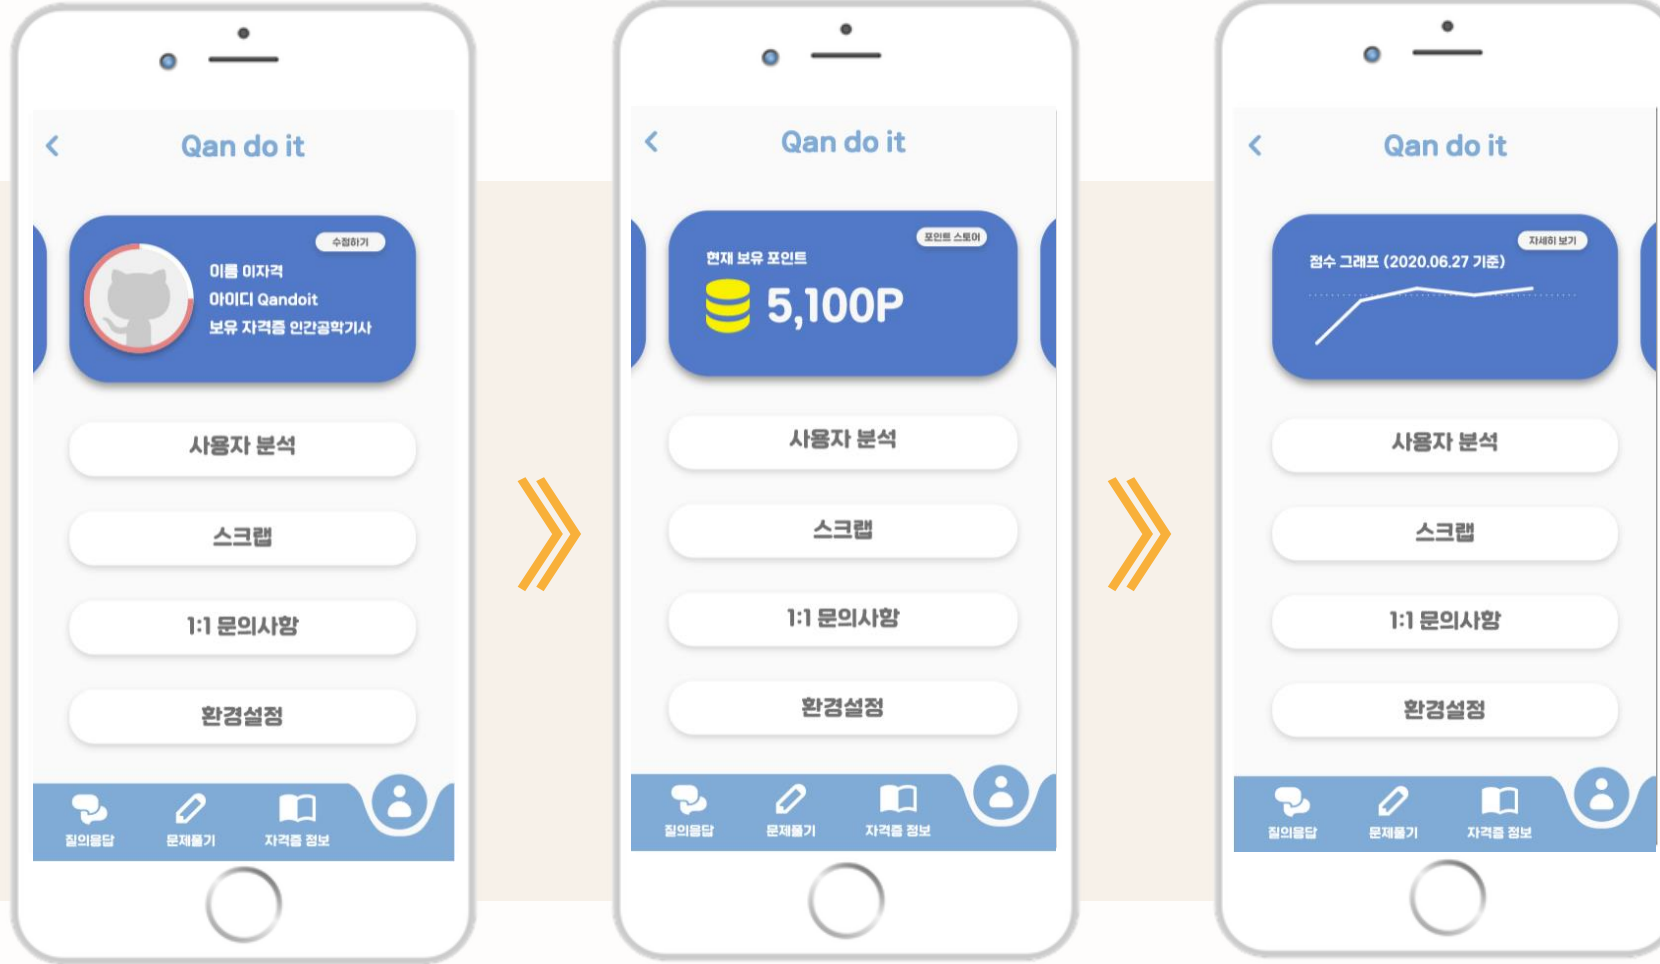 Qan do it
수정하기
이름 이자격
아이디 Qandoit
보유 자격증 인간공학기사
사용자 분석
스크랩
1:1 문의사항
환경설정
질의응답
문제풀기
자격증 정보
Qan do it
포인트 스토어
현재 보유 포인트
5,100P
사용자 분석
스크랩
1:1 문의사항
환경설정
질의응답
문제풀기
자격증 정보
Qan do it
자세히 보기
점수 그래프 (2020.06.27 기준)
사용자 분석
스크랩
1:1 문의사항
환경설정
질의응답
문제풀기
자격증 정보